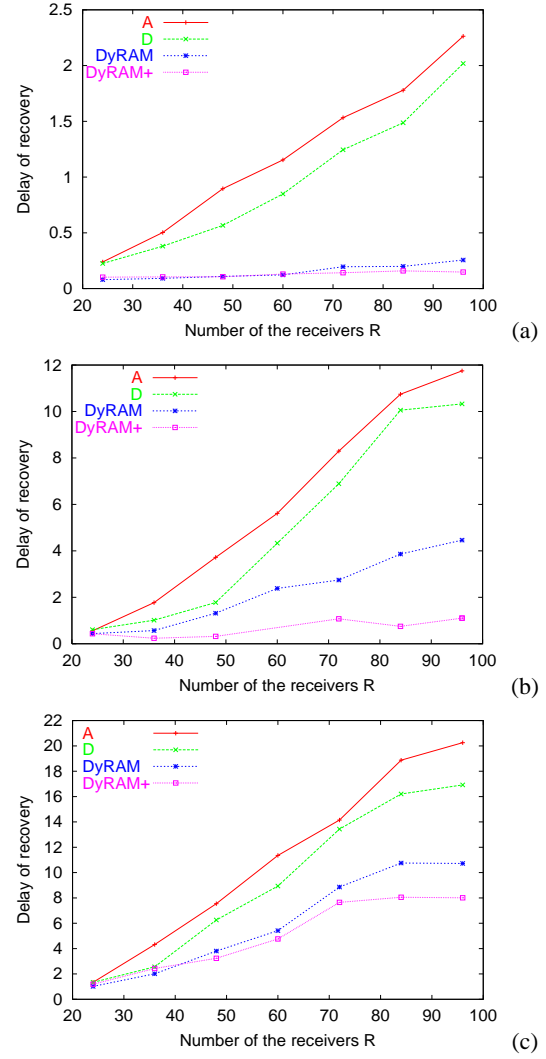 2.5
A
D
2
DyRAM
DyRAM+
1.5
Delay of recovery
1
0.5
0
20 30 40 50 60 70 80 90 100
Number of the receivers R
(a)
12
A
D
10
DyRAM
DyRAM+
8
Delay of recovery
6
4
2
0
20 30 40 50 60 70 80 90 100
Number of the receivers R
(b)
22
A
20
D
18
DyRAM
16
DyRAM+
14
12
Delay of recovery
10
8
6
4
2
0
20 30 40 50 60 70 80 90 100
Number of the receivers R
(c)